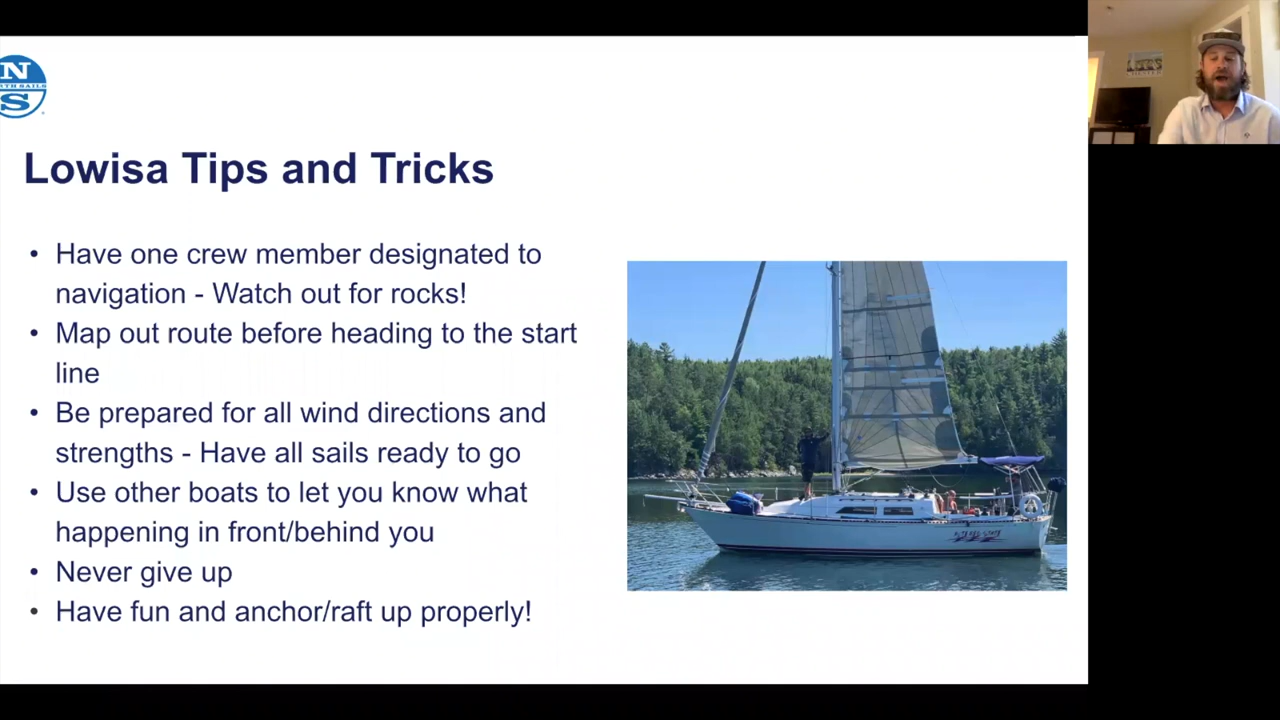 N
TH SAILS
S
Lowisa Tips and Tricks
• Have one crew member designated to
navigation - Watch out for rocks!
• Map out route before heading to the start
line
• Be prepared for all wind directions and
strengths - Have all sails ready to go
• Use other boats to let you know what
happening in front/behind you
• Never give up
• Have fun and anchor/raft up properly!